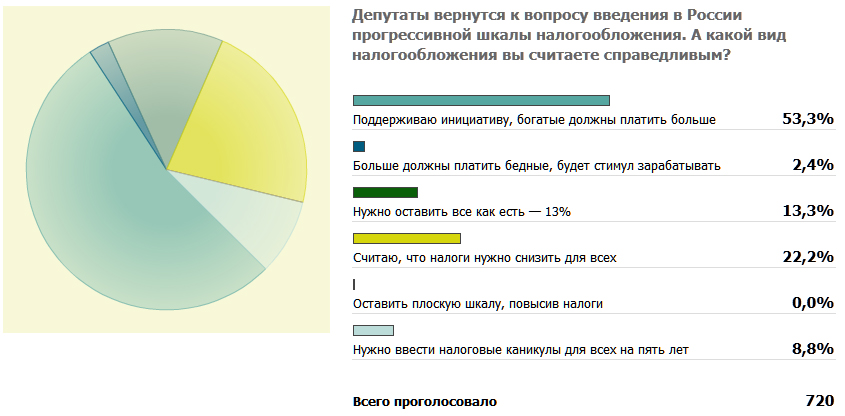 Депутаты вернутся к вопросу введения в России
прогрессивной шкалы налогообложения. А какой вид
налогообложения вы считаете справедливым?
Поддерживаю инициативу, богатые должны платить больше 53,3%
Больше должны платить бедные, будет стимул зарабатывать 2,4%
Нужно оставить все как есть — 13% 13,3%
Считаю, что налоги нужно снизить для всех 22,2%
Оставить плоскую шкалу, повысив налоги 0,0%
Нужно ввести налоговые каникулы для всех на пять лет 8,8%
Всего проголосовало 720